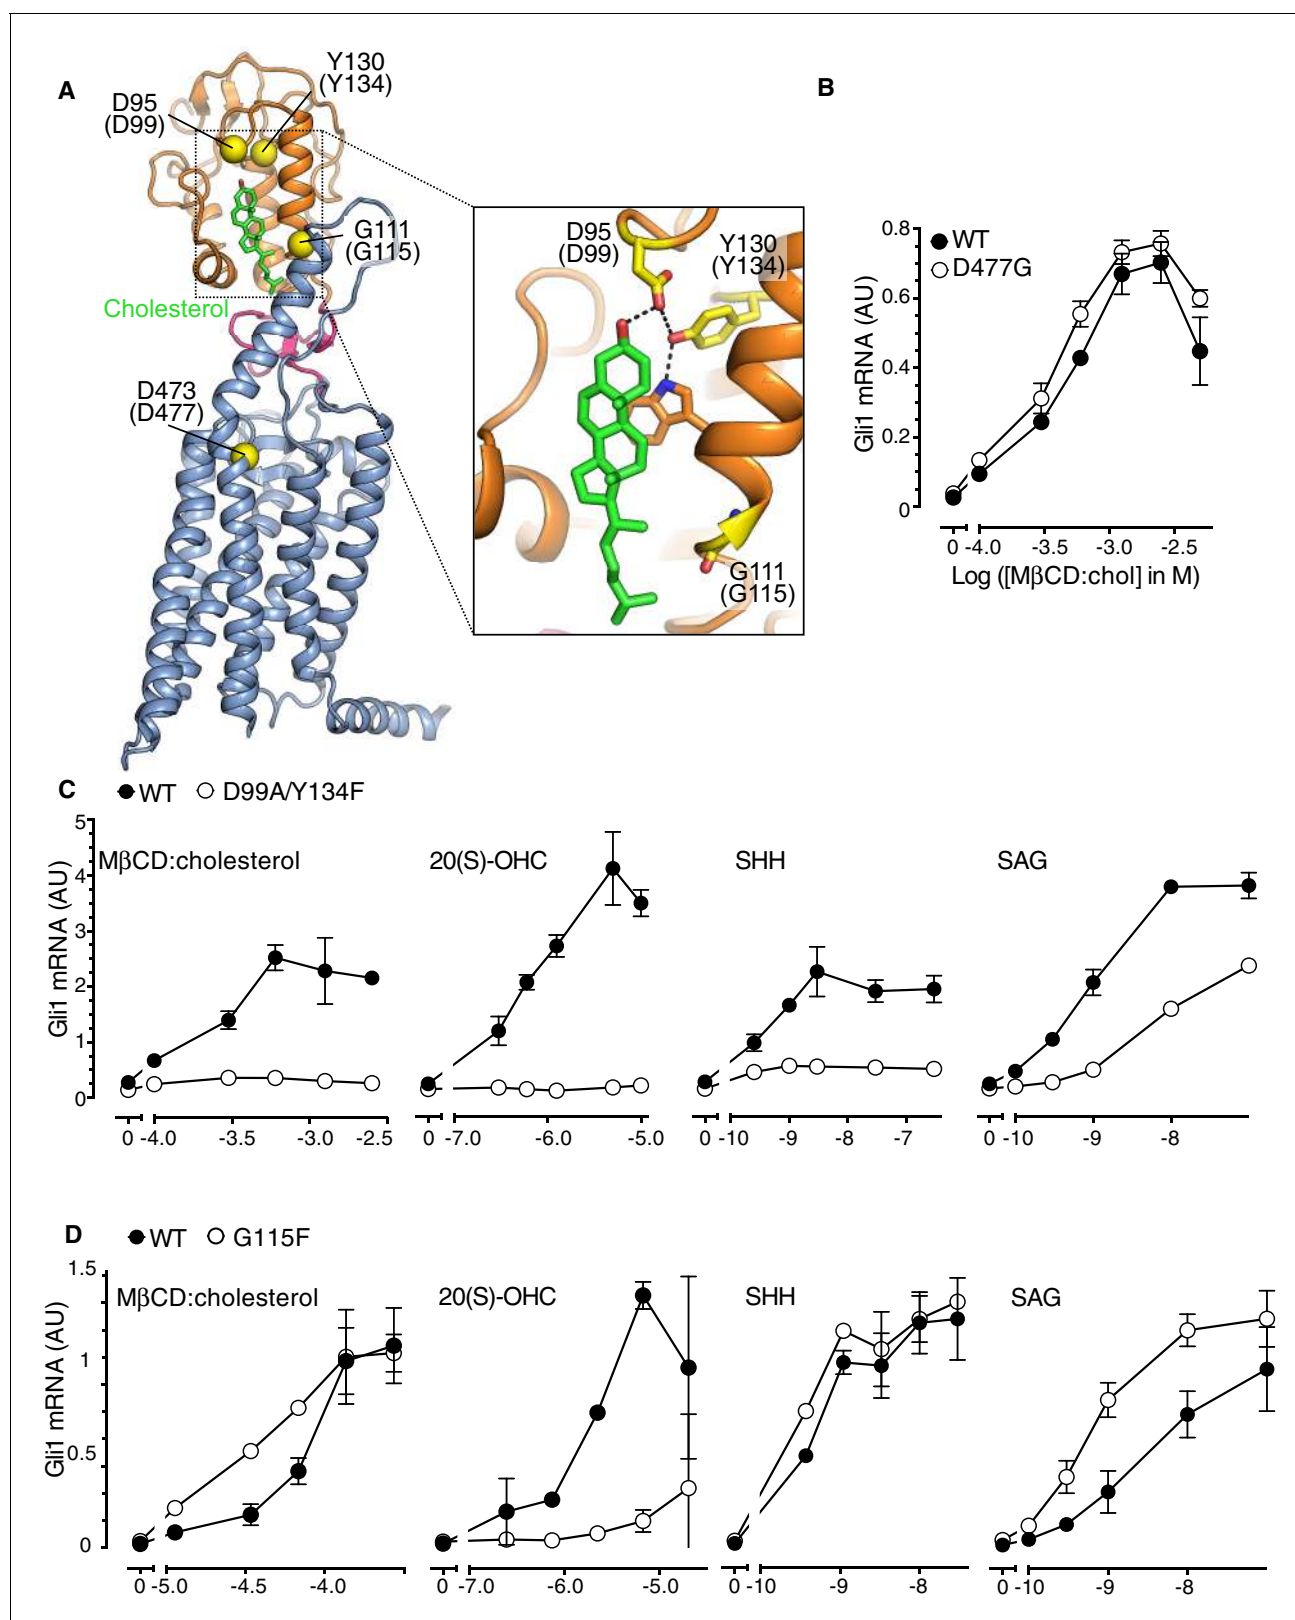 A
Y130
(Y134)
D95
(D99)
G111
(G115)
Cholesterol
D473
(D477)
D95
(D99)
Y130
(Y134)
G111
(G115)
B
WT
D477G
Gli1 mRNA (AU)
0.8
0.6
0.4
0.2
0
0 -4.0 -3.5 -3.0 -2.5
Log ([MβCD:chol] in M)
C WT D99A/Y134F
Gli1 mRNA (AU)
5
4
3
2
1
0
MβCD:cholesterol 20(S)-OHC SHH SAG
0 -4.0 -3.5 -3.0 -2.5 0 -7.0 -6.0 -5.0 0 -10 -9 -8 -7 0 -10 -9 -8
D WT G115F
Gli1 mRNA (AU)
1.5
1
0.5
0
MβCD:cholesterol 20(S)-OHC SHH SAG
0 -5.0 -4.5 -4.0 0 -7.0 -6.0 -5.0 0 -10 -9 -8 0 -10 -9 -8